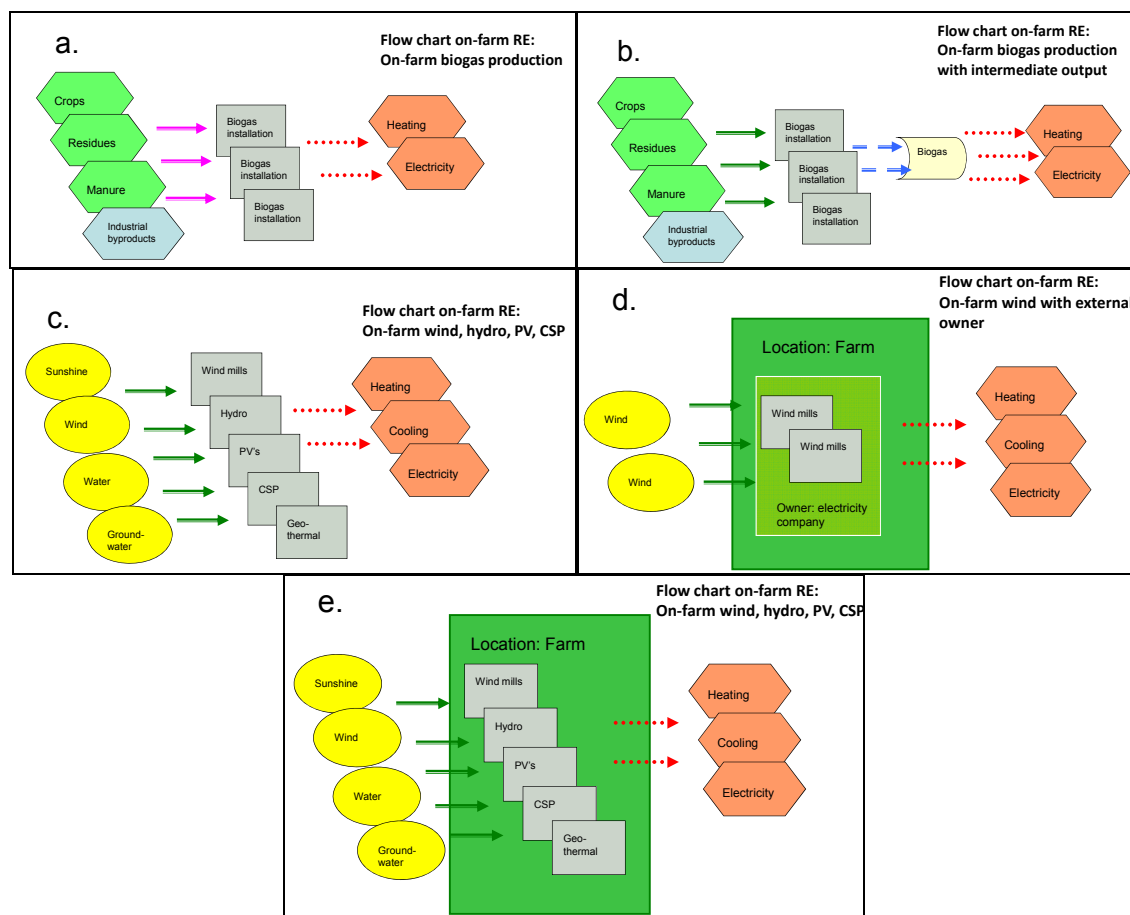 a.
Flow chart on-farm RE:
On-farm biogas production
Crops
Residues
Manure
Industrial
byproducts
Biogas
installation
Biogas
installation
Biogas
installation
Heating
Electricity
b.
Flow chart on-farm RE:
On-farm biogas production
with intermediate output
Crops
Residues
Manure
Industrial
byproducts
Biogas
installation
Biogas
installation
Biogas
installation
Biogas
Heating
Electricity
c.
Flow chart on-farm RE:
On-farm wind, hydro, PV, CSP
Sunshine
Wind
Water
Ground-
water
Wind mills
Hydro
PV's
CSP
Geo-
thermal
Heating
Cooling
Electricity
d.
Flow chart on-farm RE:
On-farm wind with external
owner
Location: Farm
Wind
Wind
Wind mills
Wind mills
Owner: electricity
company
Heating
Cooling
Electricity
e.
Flow chart on-farm RE:
On-farm wind, hydro, PV, CSP
Location: Farm
Sunshine
Wind
Water
Ground-
water
Wind mills
Hydro
PV's
CSP
Geo-
thermal
Heating
Cooling
Electricity